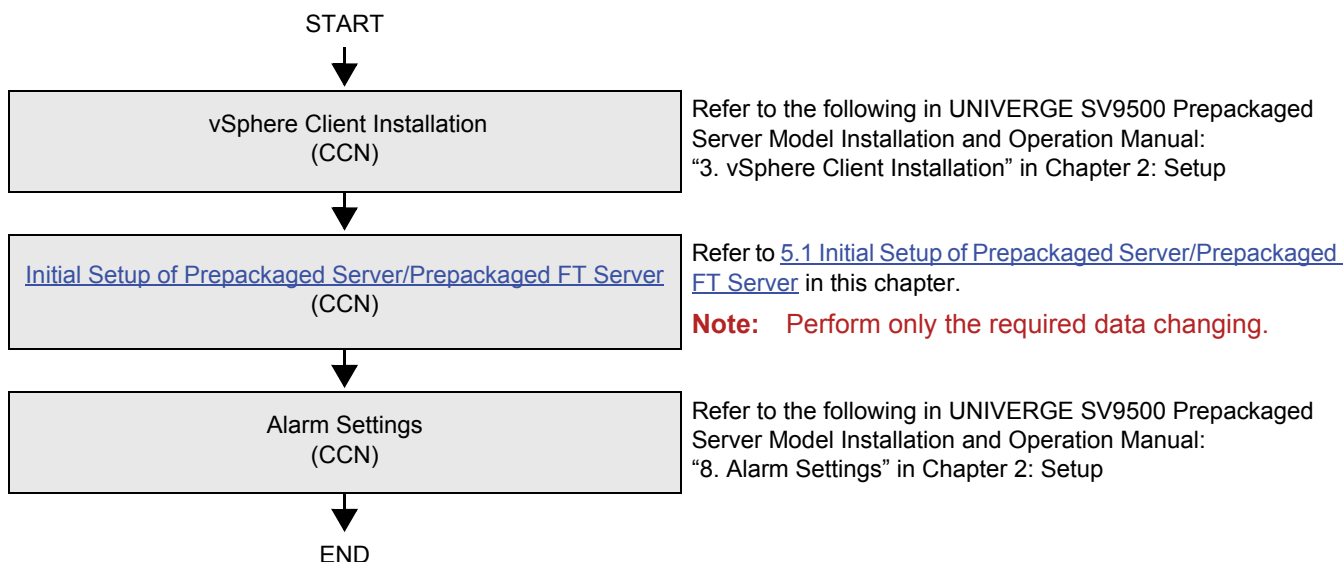 START
vSphere Client Installation
(CCN)
Refer to the following in UNIVERGE SV9500 Prepackaged
Server Model Installation and Operation Manual:
“3. vSphere Client Installation” in Chapter 2: Setup
Initial Setup of Prepackaged Server/Prepackaged FT Server
(CCN)
Refer to 5.1 Initial Setup of Prepackaged Server/Prepackaged
FT Server in this chapter.
Note: Perform only the required data changing.
Alarm Settings
(CCN)
Refer to the following in UNIVERGE SV9500 Prepackaged
Server Model Installation and Operation Manual:
“8. Alarm Settings” in Chapter 2: Setup
END